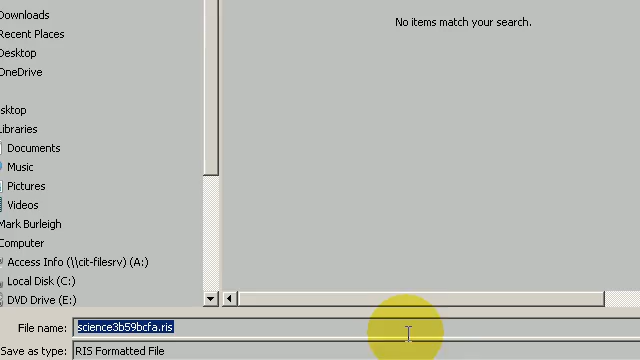 Downloads
Recent Places
Desktop
OneDrive
sktop
Libraries
Documents
Music
Pictures
Videos
Mark Burleigh
Computer
Access Info (\\cit-filesrv) (A:)
Local Disk (C:)
DVD Drive (E:)
No items match your search.
File name: science3b59bcfa.ris
Save as type: RIS Formatted File